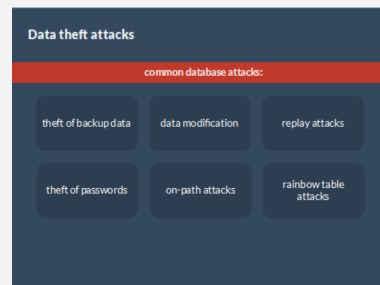 Data theft attacks
common database attacks:
theft of backup data
data modification
replay attacks
theft of passwords
on-path attacks
rainbow table
attacks